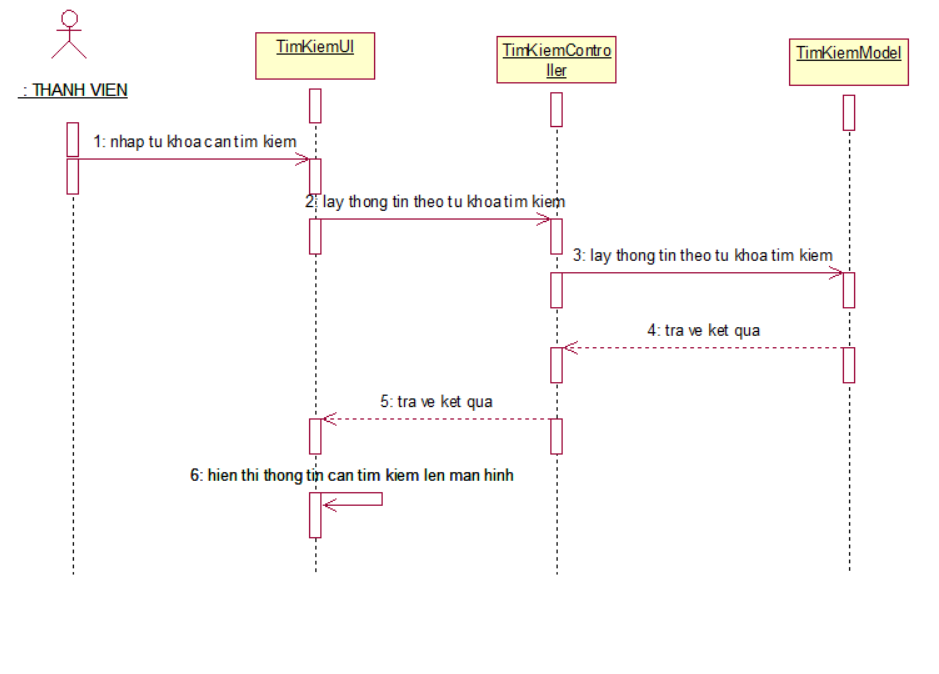 TimKiemUI
TimKiemContro
ller
TimKiemModel
: THANH VIEN
1: nhap tu khoa can tim kiem
2: lay thong tin theo tu khoa tim kiem
3: lay thong tin theo tu khoa tim kiem
4: tra ve ket qua
5: tra ve ket qua
6: hien thi thong tin can tim kiem len man hinh